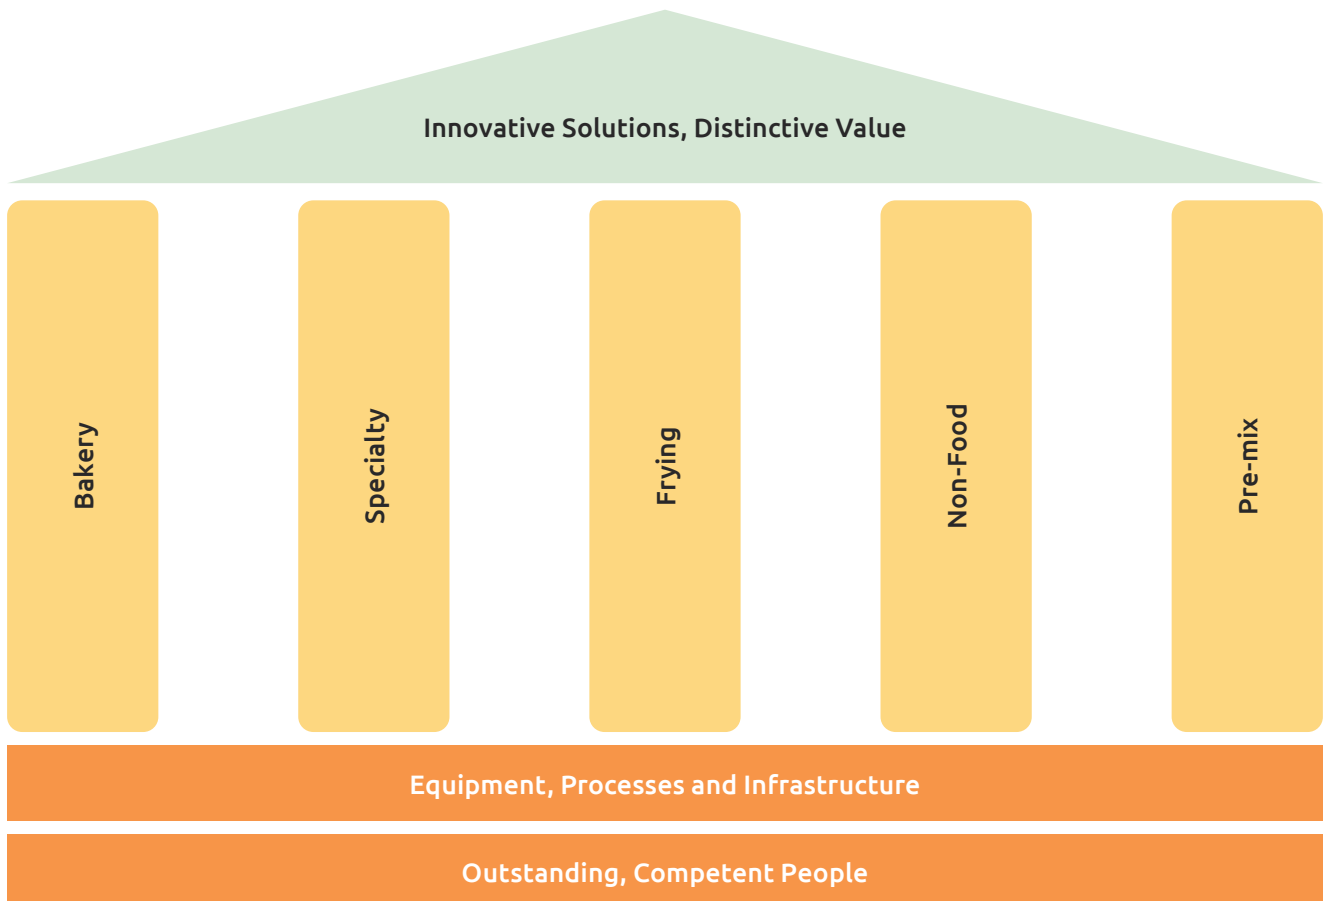 Innovative Solutions, Distinctive Value
Bakery
Specialty
Frying
Non-Food
Pre-mix
Equipment, Processes and Infrastructure
Outstanding, Competent People